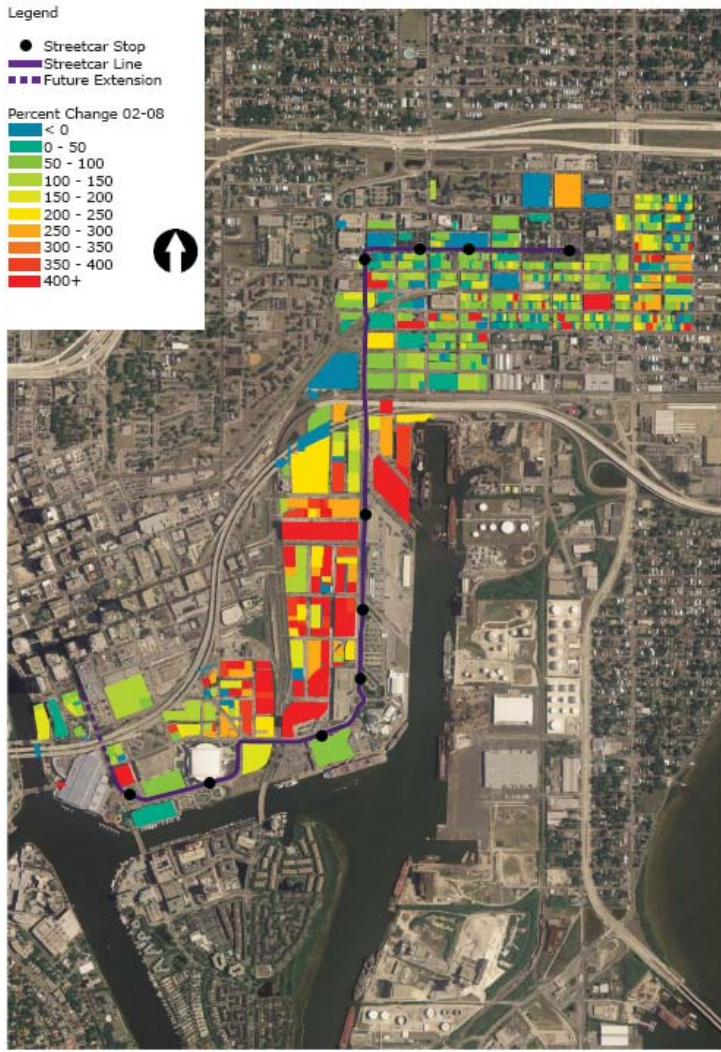 Legend
Streetcar Stop
Streetcar Line
Future Extension
Percent Change 02-08
< 0
0 - 50
50 - 100
100 - 150
150 - 200
200 - 250
250 - 300
300 - 350
350 - 400
400+